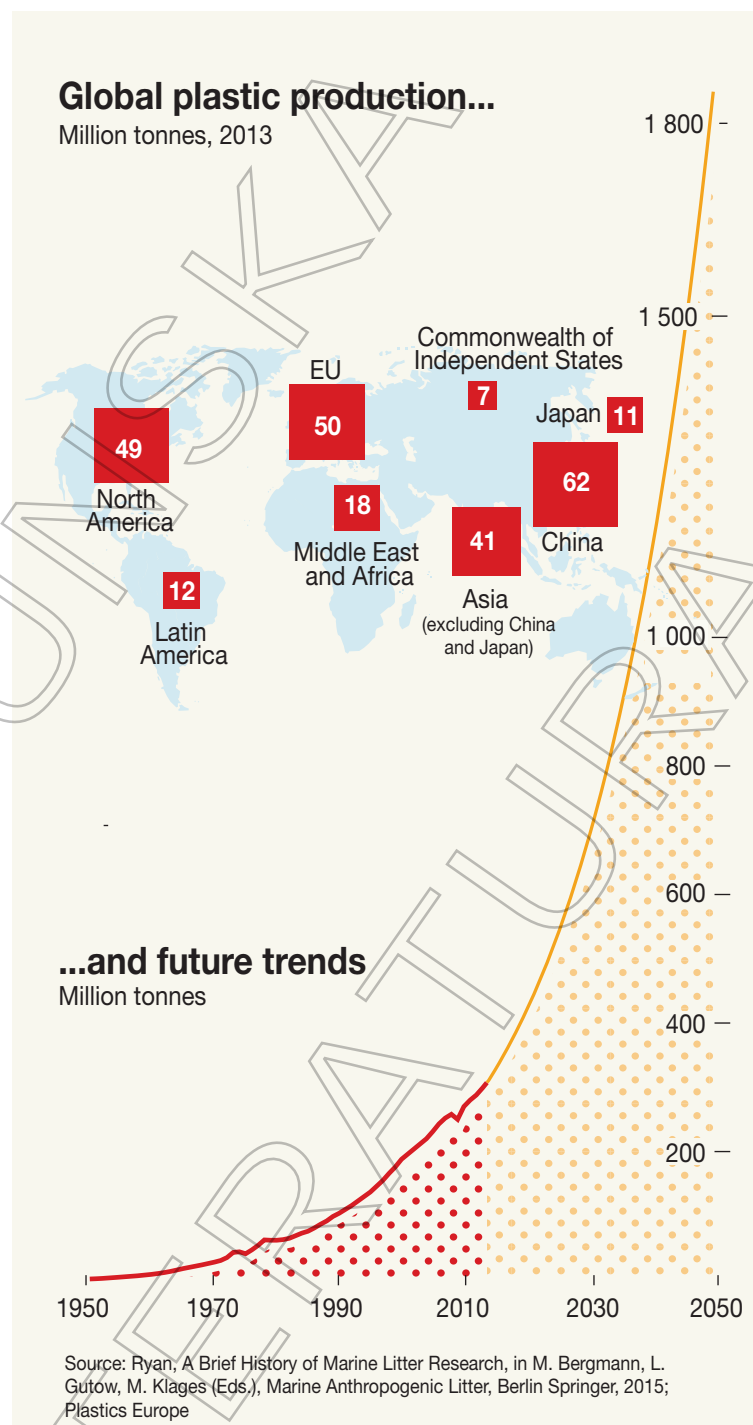 Global plastic production...
Million tonnes, 2013
1 800
1 500
Commonwealth of
Independent States
7
EU
50
Japan
11
49
North
America
62
China
18
Middle East
and Africa
41
Asia
(excluding China
and Japan)
12
Latin
America
1 000
800
-
600
...and future trends
Million tonnes
400
200
1950
1970
1990
2010
2030
2050
Source: Ryan, A Brief History of Marine Litter Research, in M. Bergmann, L.
Gutow, M. Klages (Eds.), Marine Anthropogenic Litter, Berlin Springer, 2015;
Plastics Europe
UNSKA
TERATURA